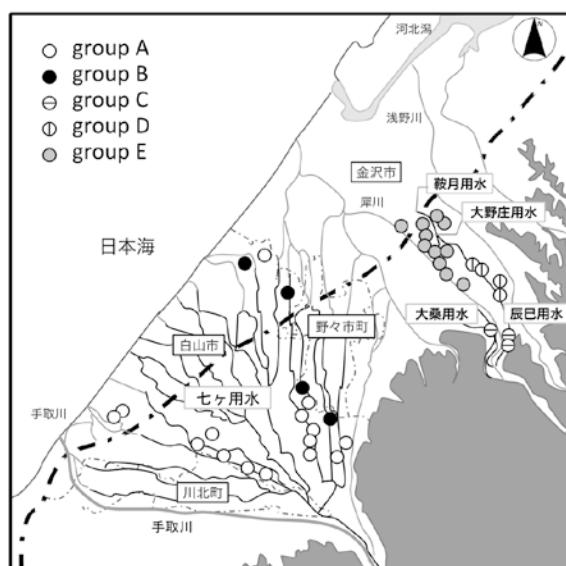 group A
group B
group C
group D
group E
N
河北潟
浅野川
金沢市
鞍月用水
犀川
大野庄用水
日本海
大桑用水
辰巳用水
野々市町
白山市
七ヶ用水
手取川
川北町
手取川